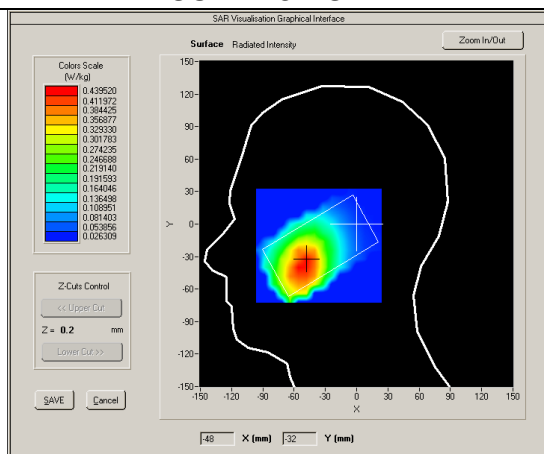 SAR Visualisation Graphical Interface
Surface Radiated Intensity
Zoom In/Out
Colors Scale
(W/kg)
0.439520
0.411972
0.384425
0.356877
0.329330
0.301783
0.274235
0.246688
0.219140
0.191593
0.164046
0.136498
0.108951
0.081403
0.053856
0.026309
Z-Cuts Control
<< Upper Cut
Z = 0.2 mm
Lower Cut >>
SAVE Cancel
150-
120-
90-
60-
30-
0-
-30-
-60-
-90-
-120-
-150-
Y
-150 -120 -90 -60 -30 0 30 60 90 120 150
X
-48 X (mm) -32 Y (mm)